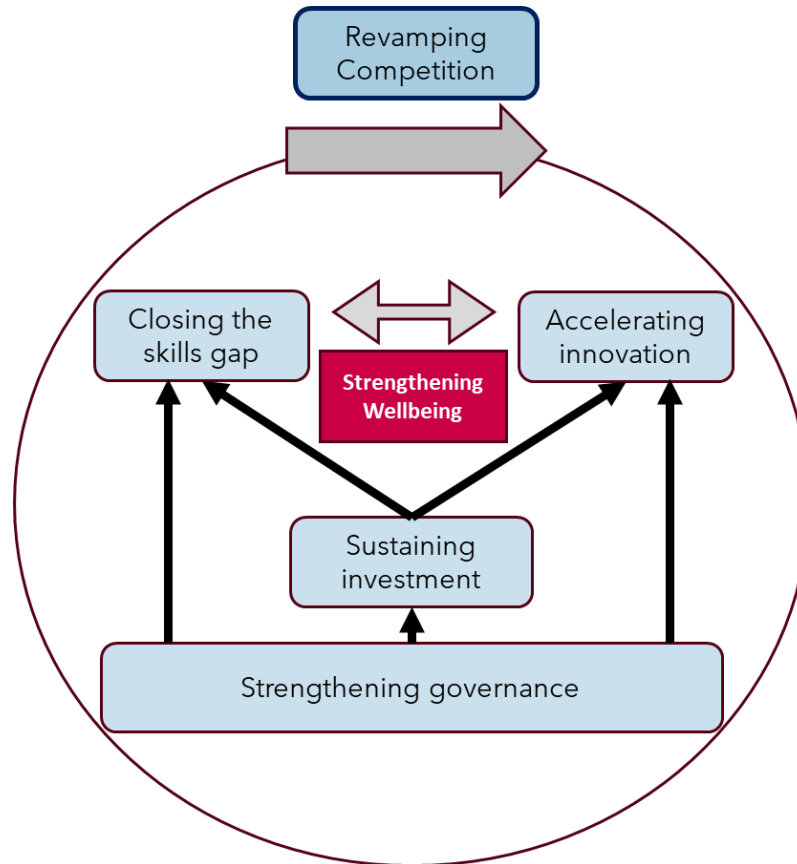 Revamping
Competition
Closing the
skills gap
Accelerating
innovation
Strengthening
Wellbeing
Sustaining
investment
Strengthening governance